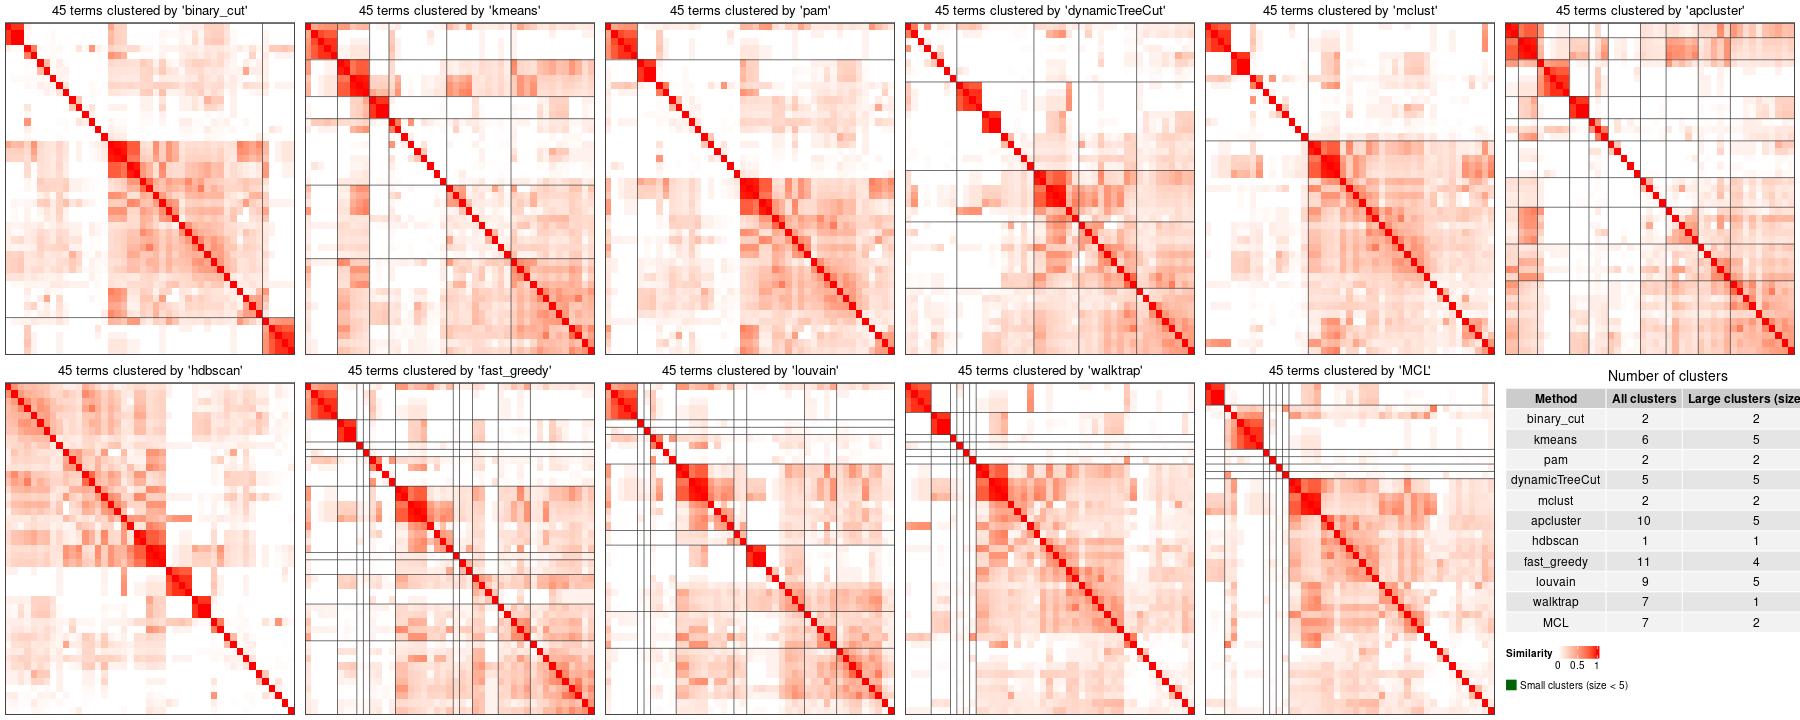 45 terms clustered by 'binary_cut'
45 terms clustered by 'kmeans'
45 terms clustered by 'pam'
45 terms clustered by 'dynamicTreeCut'
45 terms clustered by 'mclust'
45 terms clustered by 'apcluster'
45 terms clustered by 'hdbscan'
45 terms clustered by 'fast_greedy'
45 terms clustered by 'louvain'
45 terms clustered by 'walktrap'
45 terms clustered by 'MCL'
Number of clusters
Method All clusters Large clusters (size
binary_cut 2 2
kmeans 6 5
pam 2 2
dynamicTreeCut 5 5
mclust 2 2
apcluster 10 5
hdbscan 1 1
fast_greedy 11 4
louvain 9 5
walktrap 7 1
MCL 7 2
Similarity
0 0.5 1
Small clusters (size < 5)